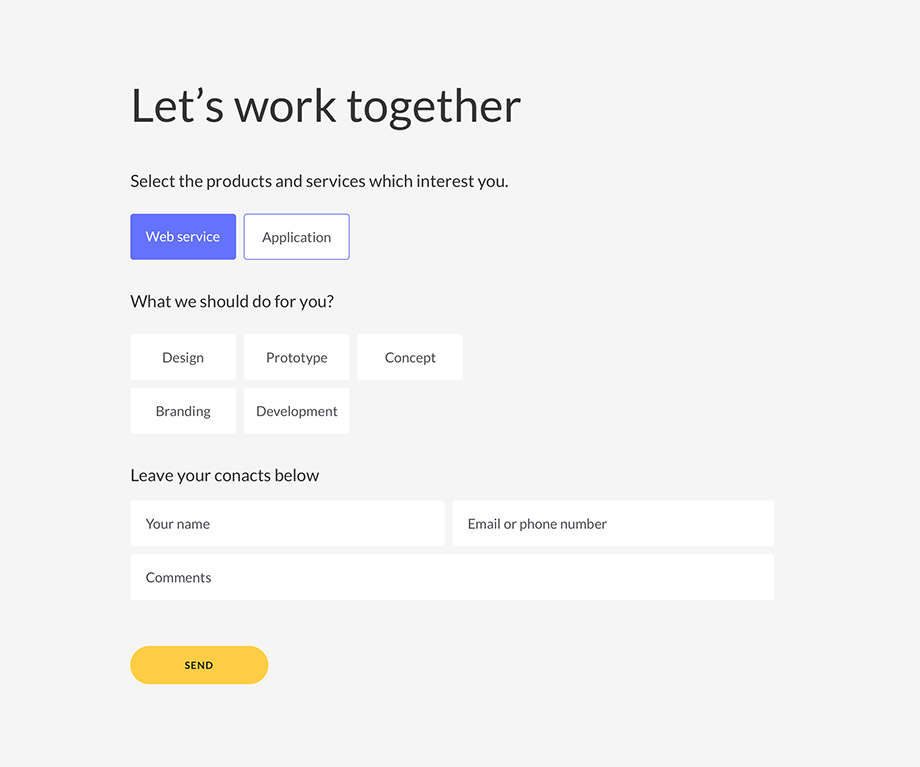 Let’s work together
Select the products and services which interest you.
Web service Application
What we should do for you?
Design Prototype Concept
Branding Development
Leave your conacts below
Your name Email or phone number
Comments
SEND